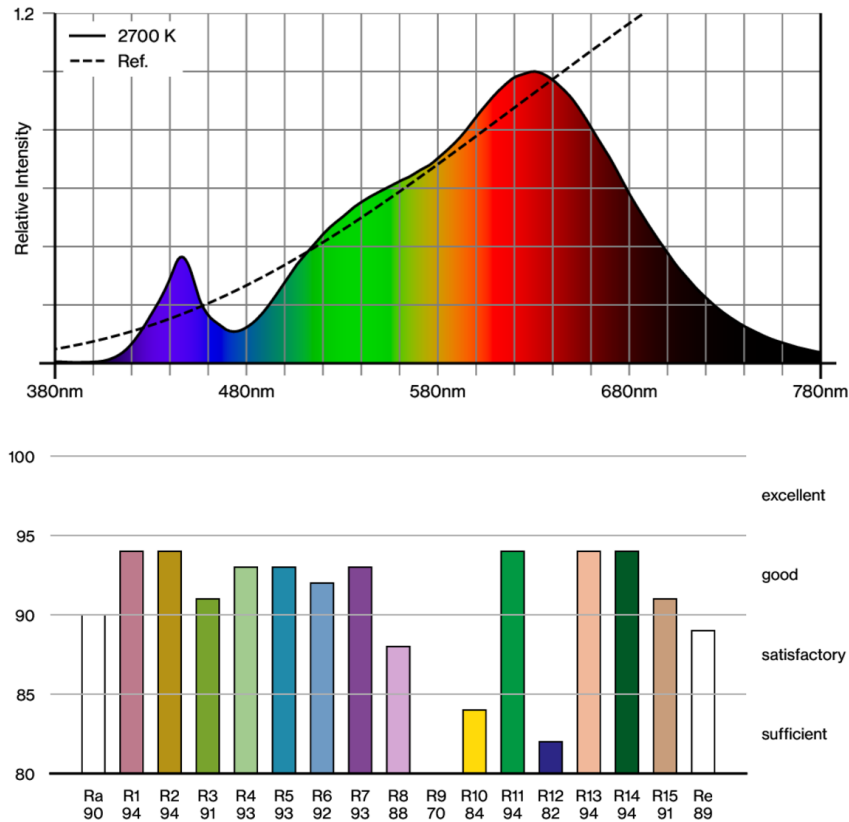 1.2
2700 K
Ref.
Relative Intensity
380nm 480nm 580nm 680nm 780nm
100
excellent
95
good
90
satisfactory
85
sufficient
80
Ra R1 R2 R3 R4 R5 R6 R7 R8 R9 R10 R11 R12 R13 R14 R15 Re
90 94 94 91 93 93 92 93 88 70 84 94 82 94 94 91 89